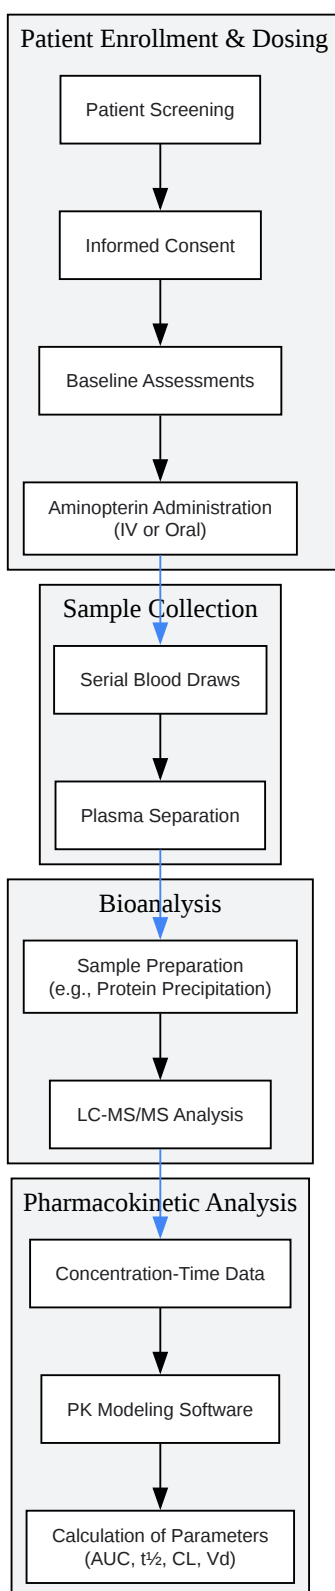 Patient Enrollment & Dosing
Patient Screening
Informed Consent
Baseline Assessments
Aminopterin Administration
(IV or Oral)
Sample Collection
Serial Blood Draws
Plasma Separation
Bioanalysis
Sample Preparation
(e.g., Protein Precipitation)
LC-MS/MS Analysis
Pharmacokinetic Analysis
Concentration-Time Data
PK Modeling Software
Calculation of Parameters
(AUC, t½, CL, Vd)